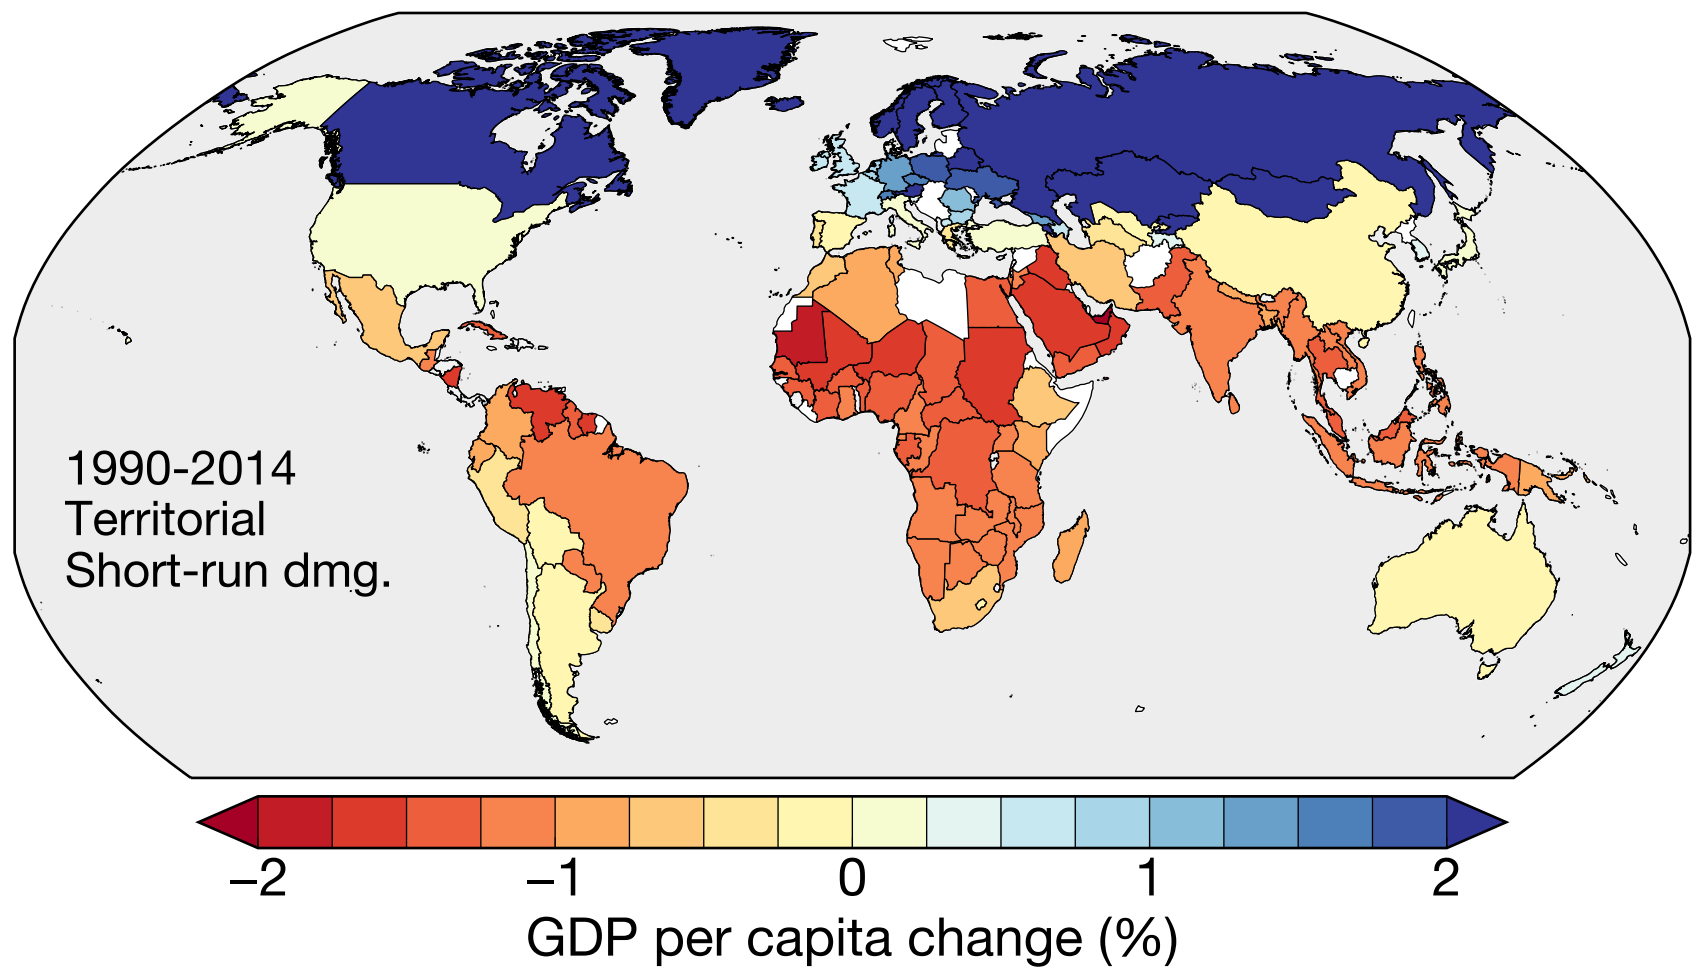 1990-2014
Territorial
Short-run dmg.
−2 −1 0 1 2
GDP per capita change (%)